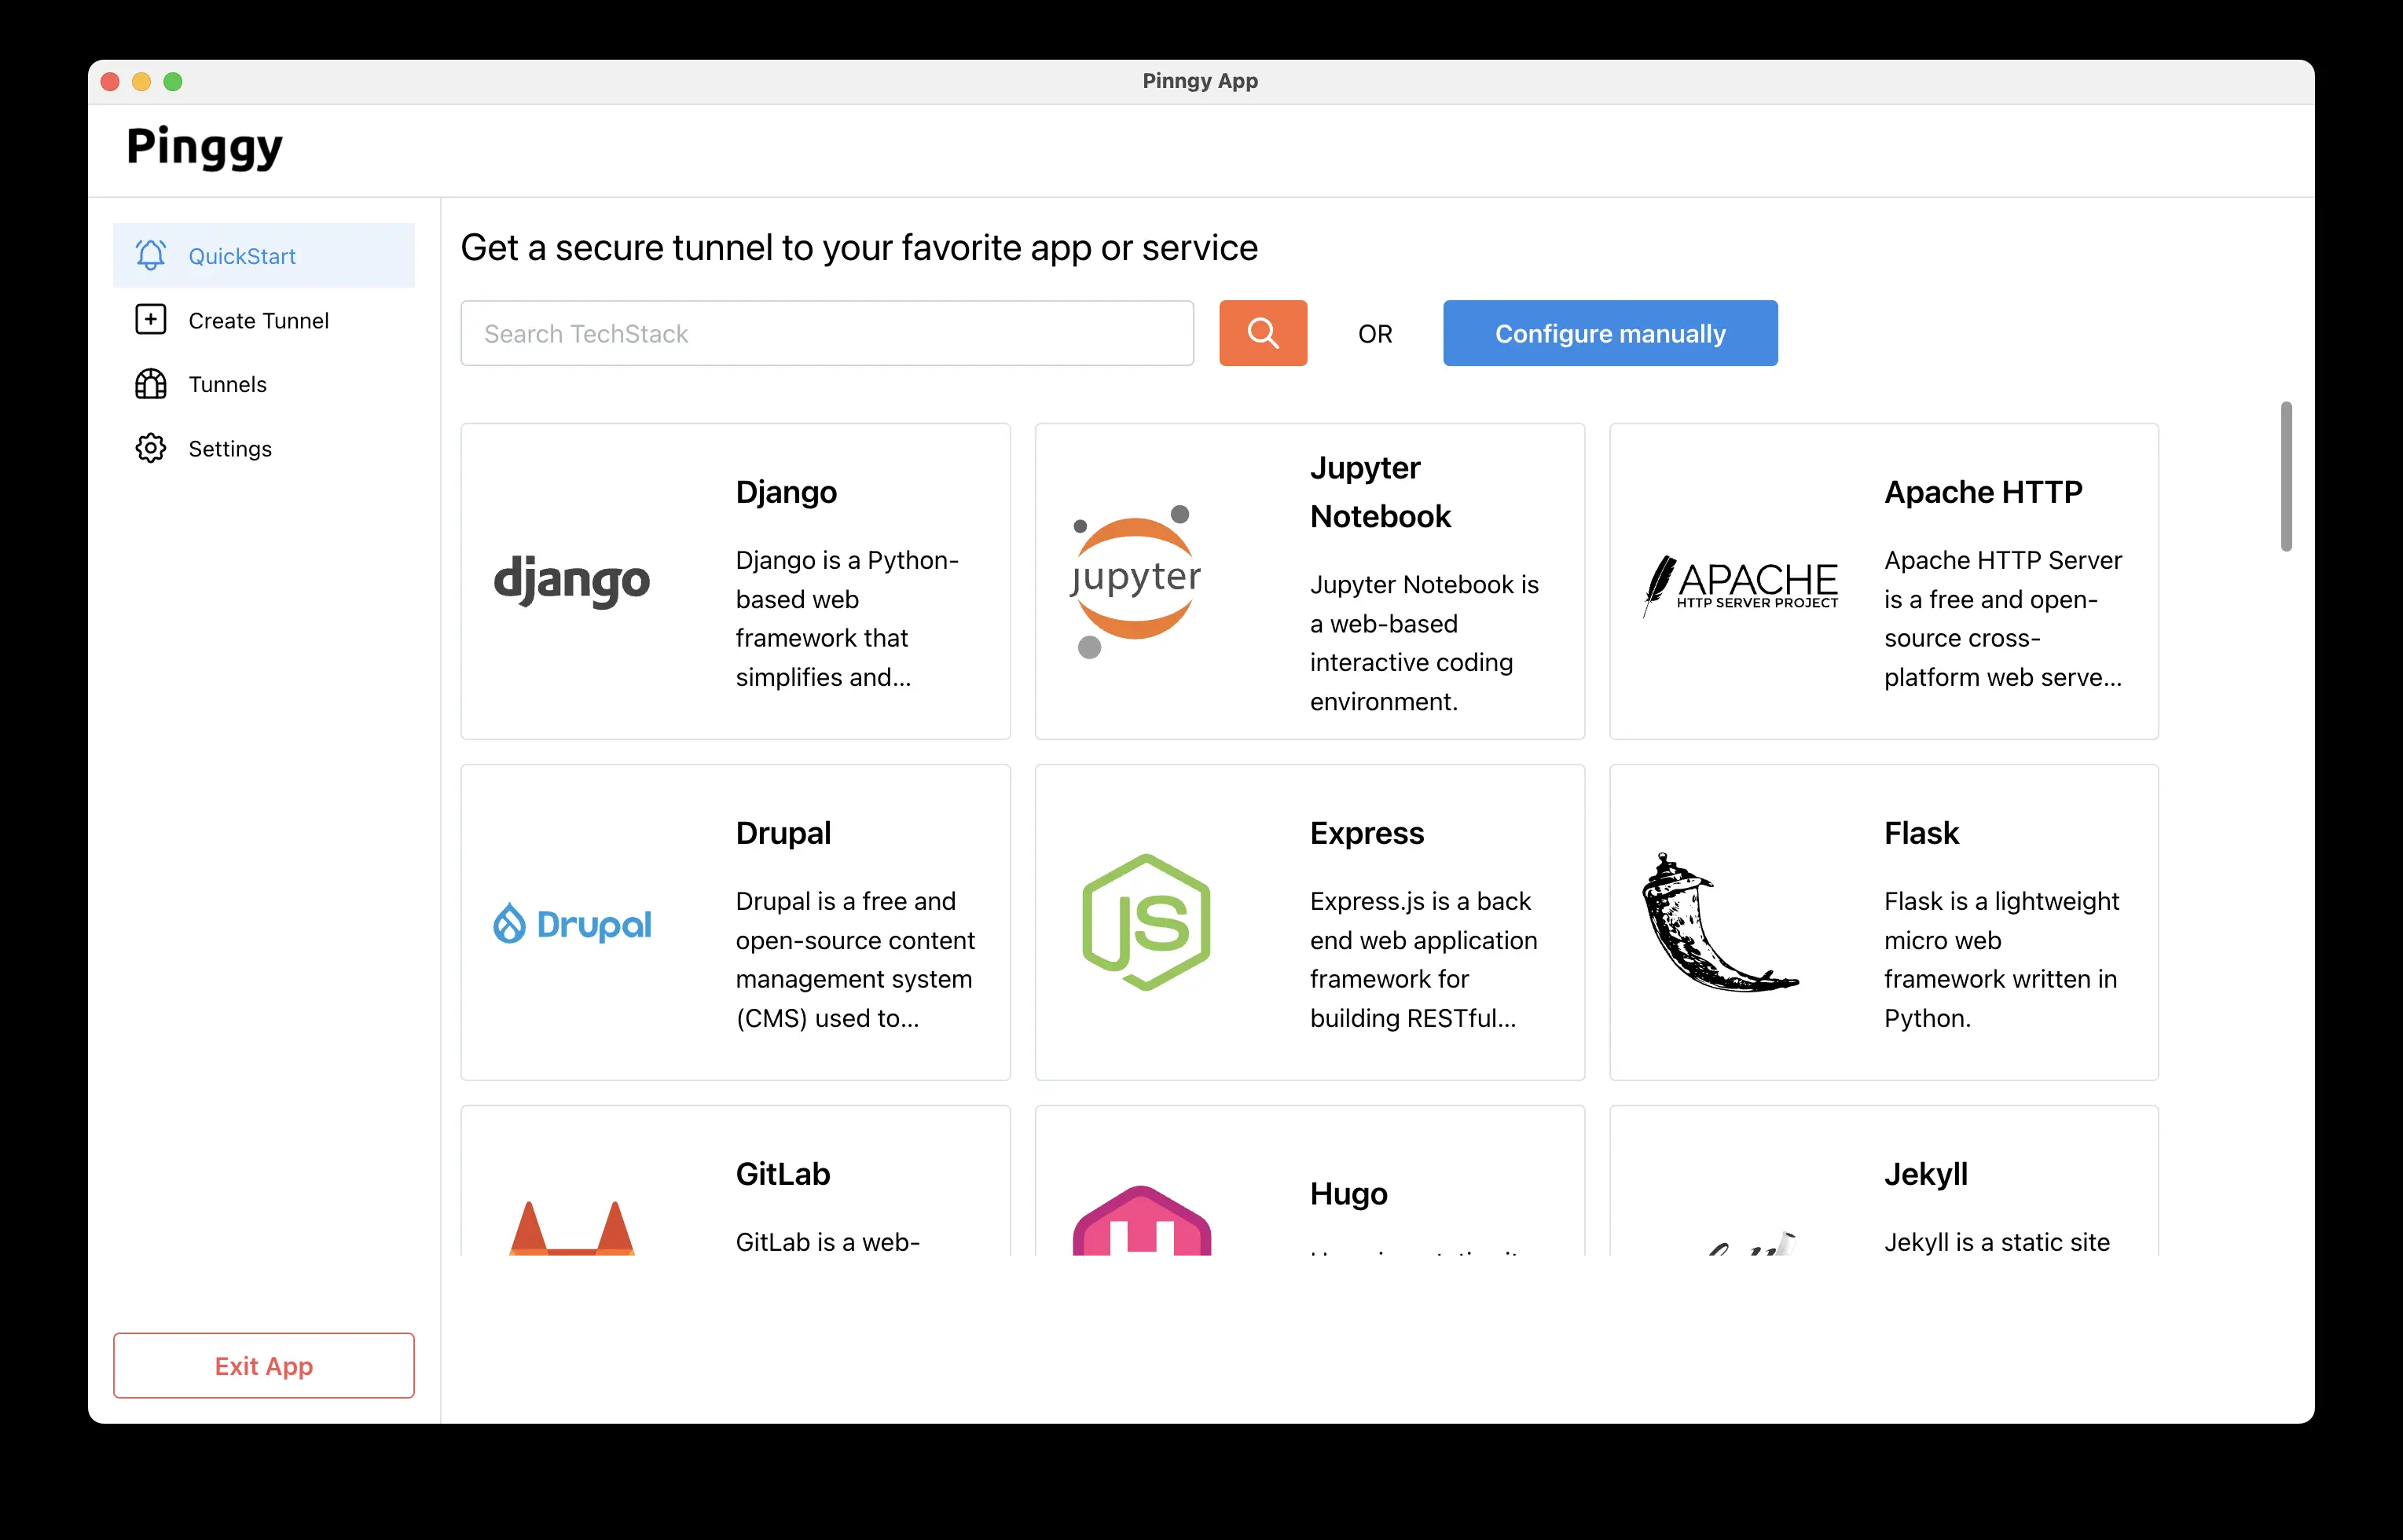 Pinngy App
Pinggy
QuickStart
Create Tunnel
Tunnels
Settings
Exit App
Get a secure tunnel to your favorite app or service
Search TechStack
OR
Configure manually
django
Django
Django is a Python-
based web
framework that
simplifies and...
jupyter
Jupyter
Notebook
Jupyter Notebook is
a web-based
interactive coding
environment.
APACHE
HTTP SERVER PROJECT
Apache HTTP
Apache HTTP Server
is a free and open-
source cross-
platform web serve...
Drupal
Drupal
Drupal is a free and
open-source content
management system
(CMS) used to...
JS
Express
Express.js is a back
end web application
framework for
building RESTful...
Flask
Flask is a lightweight
micro web
framework written in
Python.
GitLab
GitLab is a web-
H
Hugo
Jekyll
Jekyll is a static site